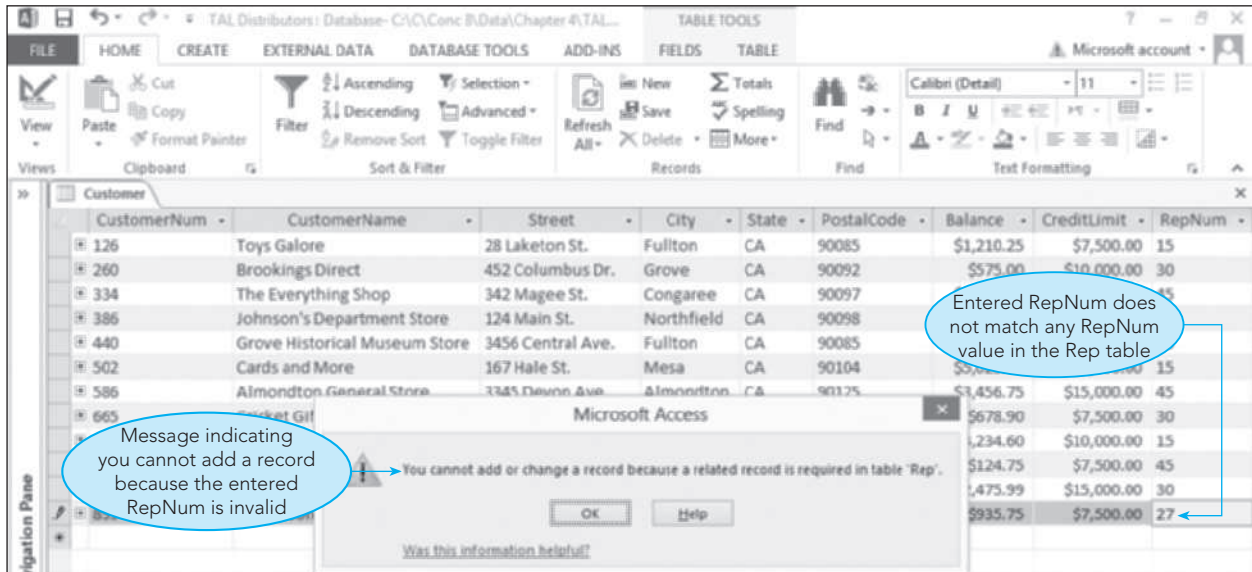 TAL Distributors : Database- C:\C\Conc 8\Data\Chapter 4\TAL... TABLE TOOLS ?
FILE HOME CREATE EXTERNAL DATA DATABASE TOOLS ADD-INS FIELDS TABLE Microsoft account
View Paste Cut Copy Format Painter
Filter Ascending Descending Remove Sort Selection Advanced Toggle Filter
Refresh All New Save Delete Totals Spelling More
Find Calibri (Detail) 11
B I U
A
Views Clipboard Sort & Filter Records Find Text Formatting
Customer
CustomerNum CustomerName Street City State PostalCode Balance CreditLimit RepNum
126 Toys Galore 28 Laketon St. Fullton CA 90085 $1,210.25 $7,500.00 15
260 Brookings Direct 452 Columbus Dr. Grove CA 90092 $575.00 $10,000.00 30
334 The Everything Shop 342 Magee St. Congaree CA 90097 45
386 Johnson's Department Store 124 Main St. Northfield CA 90098
440 Grove Historical Museum Store 3456 Central Ave. Fullton CA 90085
502 Cards and More 167 Hale St. Mesa CA 90104 15
586 Almondton General Store 3345 Devon Ave. Almondton CA 90125 $3,456.75 $15,000.00 45
665 $678.90 $7,500.00 30
,234.60 $10,000.00 15
$124.75 $7,500.00 45
,475.99 $15,000.00 30
$935.75 $7,500.00 27
Entered RepNum does
not match any RepNum
value in the Rep table
Message indicating
you cannot add a record
because the entered
RepNum is invalid
Microsoft Access
You cannot add or change a record because a related record is required in table 'Rep'.
OK Help
Was this information helpful?
vigation Pane